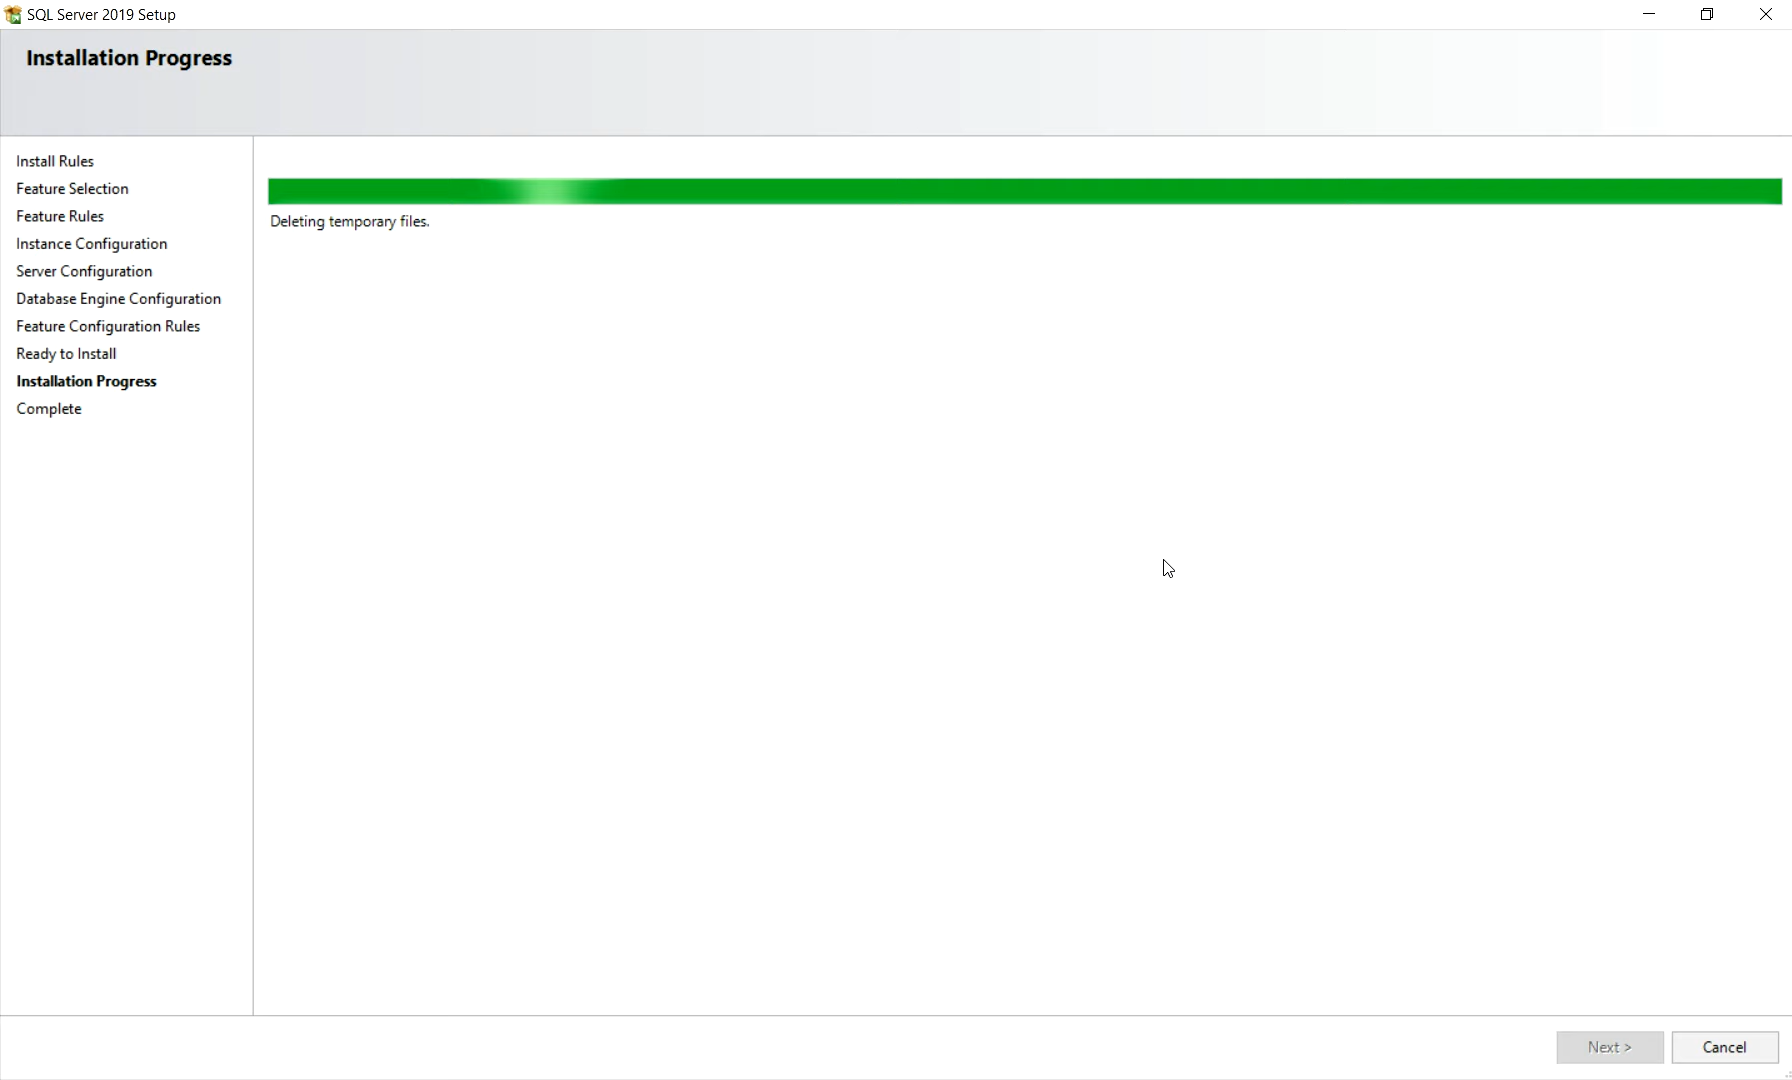 SQL Server 2019 Setup
Installation Progress
Install Rules
Feature Selection
Feature Rules
Instance Configuration
Server Configuration
Database Engine Configuration
Feature Configuration Rules
Ready to Install
Installation Progress
Complete
Deleting temporary files.
Next >
Cancel